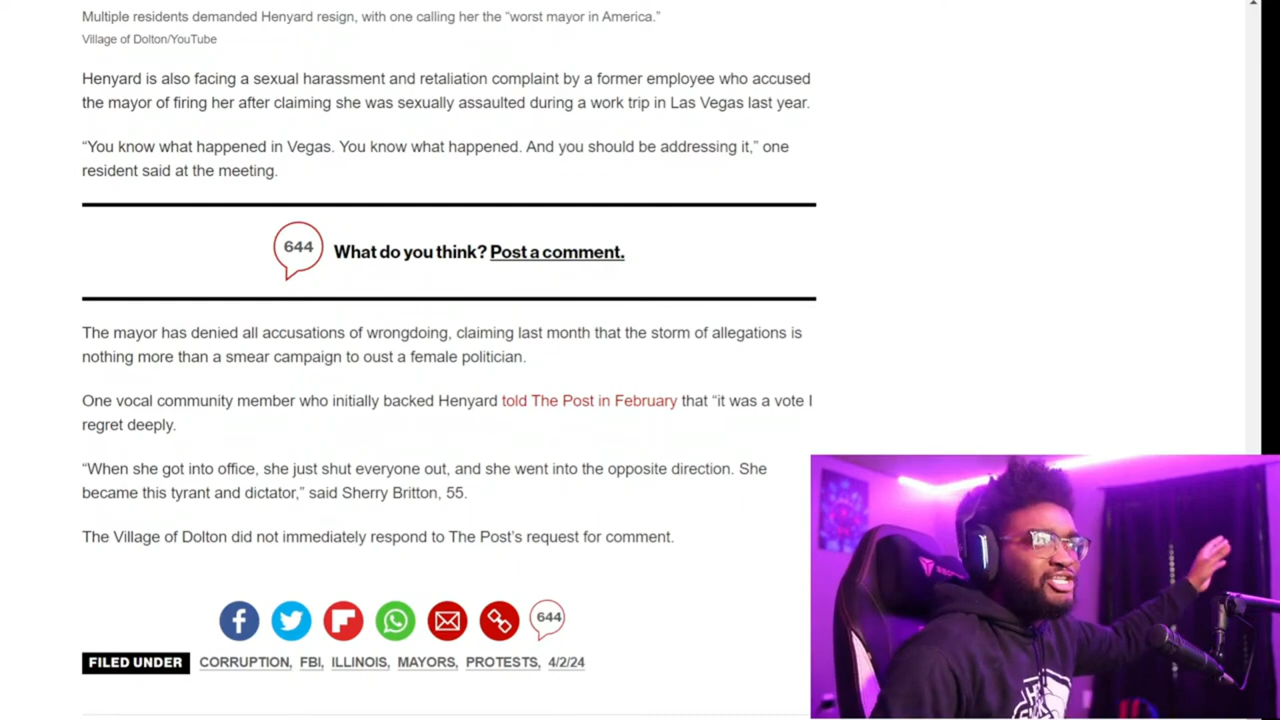 Multiple residents demanded Henyard resign, with one calling her the “worst mayor in America.”
Village of Dolton/YouTube
Henyard is also facing a sexual harassment and retaliation complaint by a former employee who accused
the mayor of firing her after claiming she was sexually assaulted during a work trip in Las Vegas last year.
“You know what happened in Vegas. You know what happened. And you should be addressing it,” one
resident said at the meeting.
644
What do you think? Post a comment.
The mayor has denied all accusations of wrongdoing, claiming last month that the storm of allegations is
nothing more than a smear campaign to oust a female politician.
One vocal community member who initially backed Henyard told The Post in February that “it was a vote I
regret deeply.
“When she got into office, she just shut everyone out, and she went into the opposite direction. She
became this tyrant and dictator,” said Sherry Britton, 55.
The Village of Dolton did not immediately respond to The Post’s request for comment.
644
FILED UNDER CORRUPTION, FBI, ILLINOIS, MAYORS, PROTESTS, 4/2/24